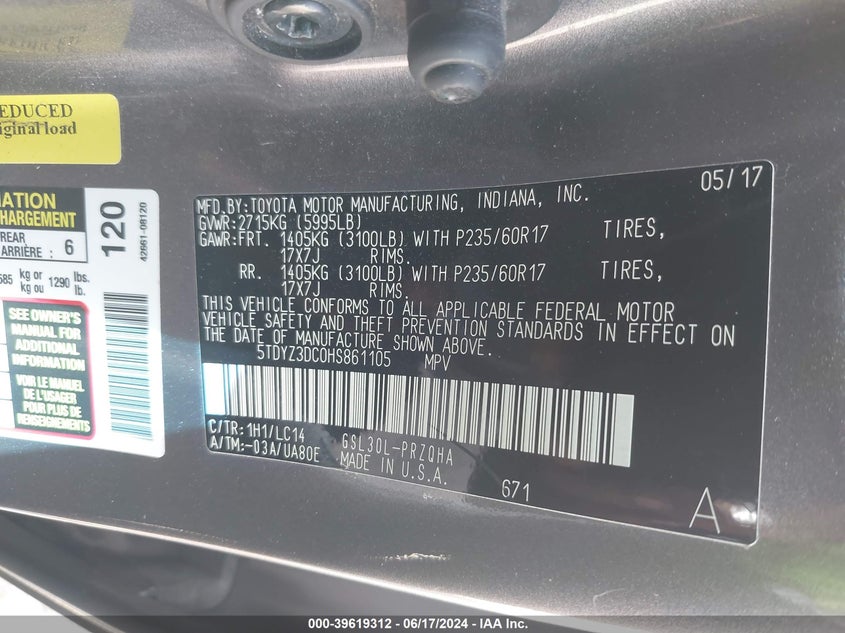 EDUCED
iginal load
MATION
CHARGEMENT
REAR
ARRIÈRE : 6
585 kg or
kg ou 1290 lbs.
lb.
SEE OWNER'S
MANUAL FOR
ADDITIONAL
INFORMATION
VOIR LE MANUEL
DE L'USAGER
POUR PLUS DE
RENSEIGNEMENTS
120
42661-08120
05/17
MFD.BY:TOYOTA MOTOR MANUFACTURING, INDIANA, INC.
GVWR:2715KG (5995LB)
GAWR:FRT. 1405KG (3100LB) WITH P235/60R17 TIRES,
17X7J RIMS.
RR. 1405KG (3100LB) WITH P235/60R17 TIRES,
17X7J RIMS.
THIS VEHICLE CONFORMS TO ALL APPLICABLE FEDERAL MOTOR
VEHICLE SAFETY AND THEFT PREVENTION STANDARDS IN EFFECT ON
THE DATE OF MANUFACTURE SHOWN ABOVE.
5TDYZ3DC0HS861105 MPV
C/TR:1H1/LC14 GSL30L-PRZQHA
A/TM:-03A/UA80E MADE IN U.S.A.
671
A
000-39619312 - 06/17/2024 - IAA Inc.